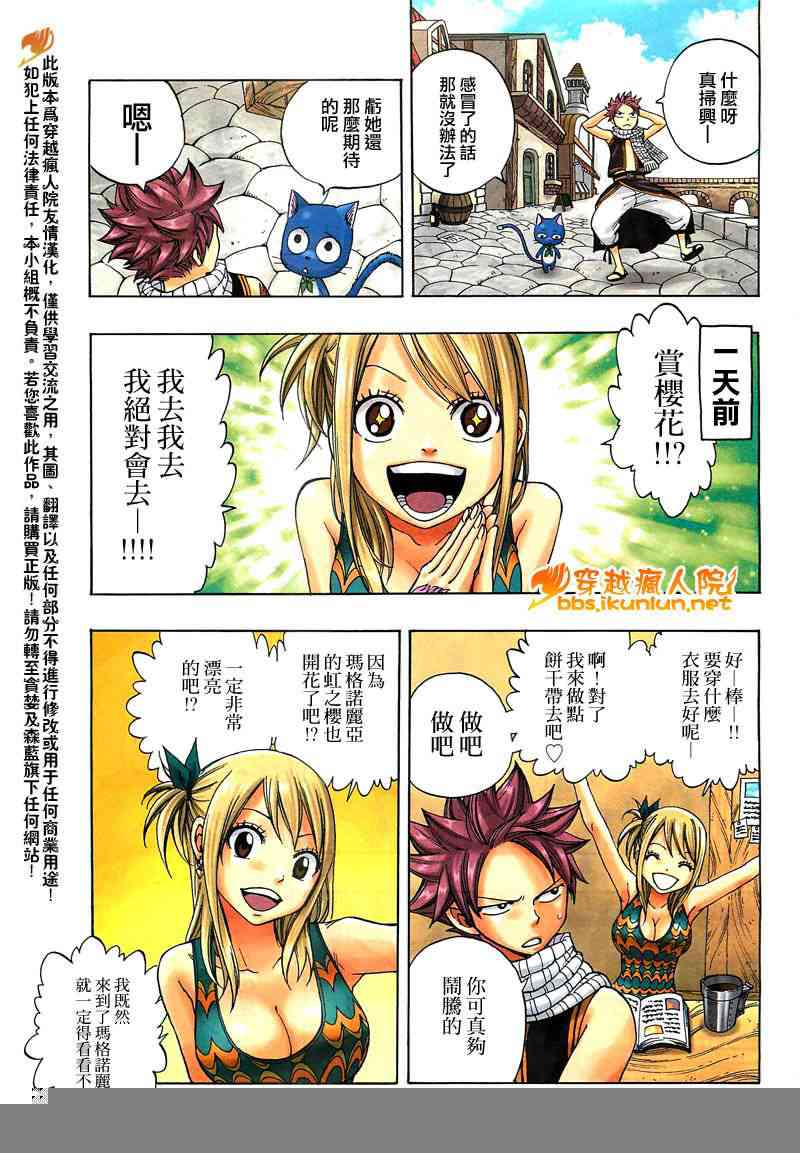 什麼呀
真掃興—
感冒了的話
那就沒辦法了
虧她還
那麼期待
的呢
嗯—
一天前
賞櫻花!!?
我去我去
我絕對會去
—!!!!
穿越瘋人院
bbs.ikunlun.net
好—棒—!!
要穿什麼
衣服去好呢—
啊!對了
我來做點
餅干帶去吧♡
做吧
做吧
你可真夠
鬧騰的
因為
瑪格諾麗亞
的虹之櫻也
開花了吧!?
一定非常
漂亮
的吧!?
我既然
來到了瑪格諾麗
就一定得看看不
此版本爲穿越瘋人院友情漢化，僅供學習交流之用，其圖、翻譯以及任何部分不得進行修改或用于任何商業用途！
如犯上任何法律責任，本小組概不負責。若您喜歡此作品，請購買正版！請勿轉至貪婪及森藍旗下任何網站！